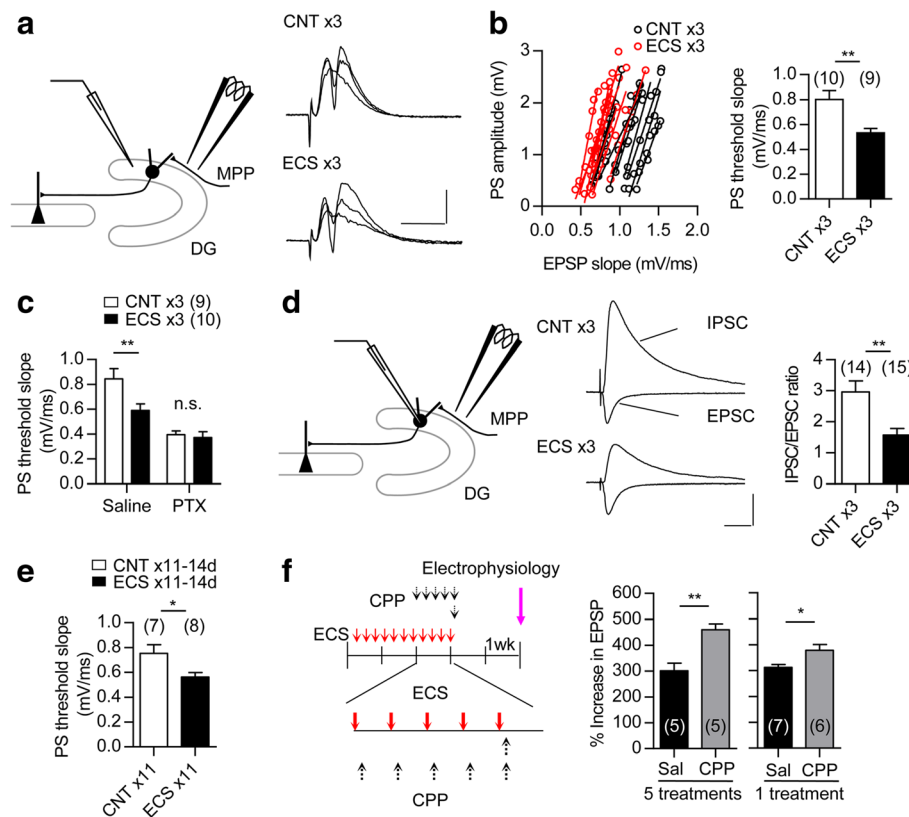 a
CNT x3
ECS x3
MPP
DG
b
CNT x3
ECS x3
PS amplitude (mV)
3
2
1
0
0.0 0.5 1.0 1.5 2.0
EPSP slope (mV/ms)
**
(10) (9)
PS threshold slope
(mV/ms)
1.0
0.8
0.6
0.4
0.2
0.0
CNT x3
ECS x3
c
CNT x3 (9)
ECS x3 (10)
**
n.s.
PS threshold slope
(mV/ms)
1.0
0.8
0.6
0.4
0.2
0.0
Saline PTX
d
MPP
DG
CNT x3
IPSC
EPSC
ECS x3
**
(14) (15)
IPSC/EPSC ratio
4
3
2
1
0
CNT x3
ECS x3
e
CNT x11-14d
ECS x11-14d
*
(7) (8)
PS threshold slope
(mV/ms)
1.0
0.8
0.6
0.4
0.2
0.0
CNT x11
ECS x11
f
Electrophysiology
CPP
ECS
1wk
ECS
CPP
% Increase in EPSP
600
500
400
300
200
100
0
**
(5) (5)
Sal CPP
5 treatments
*
(7) (6)
Sal CPP
1 treatment